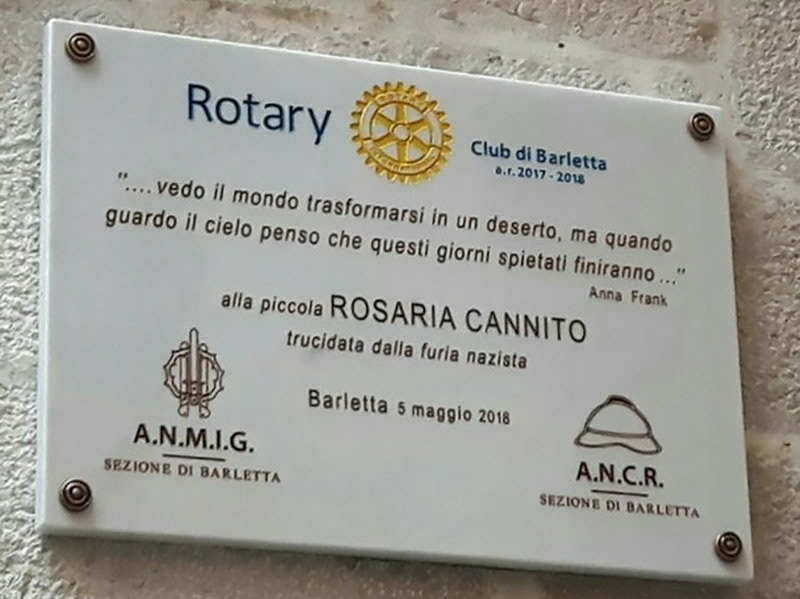 Rotary
Club di Barletta
a.r. 2017 - 2018
".... vedo il mondo trasformarsi in un deserto, ma quando
guardo il cielo penso che questi giorni spietati finiranno ..."
Anna Frank
alla piccola ROSARIA CANNITO
trucidata dalla furia nazista
Barletta 5 maggio 2018
A.N.M.I.G.
SEZIONE DI BARLETTA
A.N.C.R.
SEZIONE DI BARLETTA